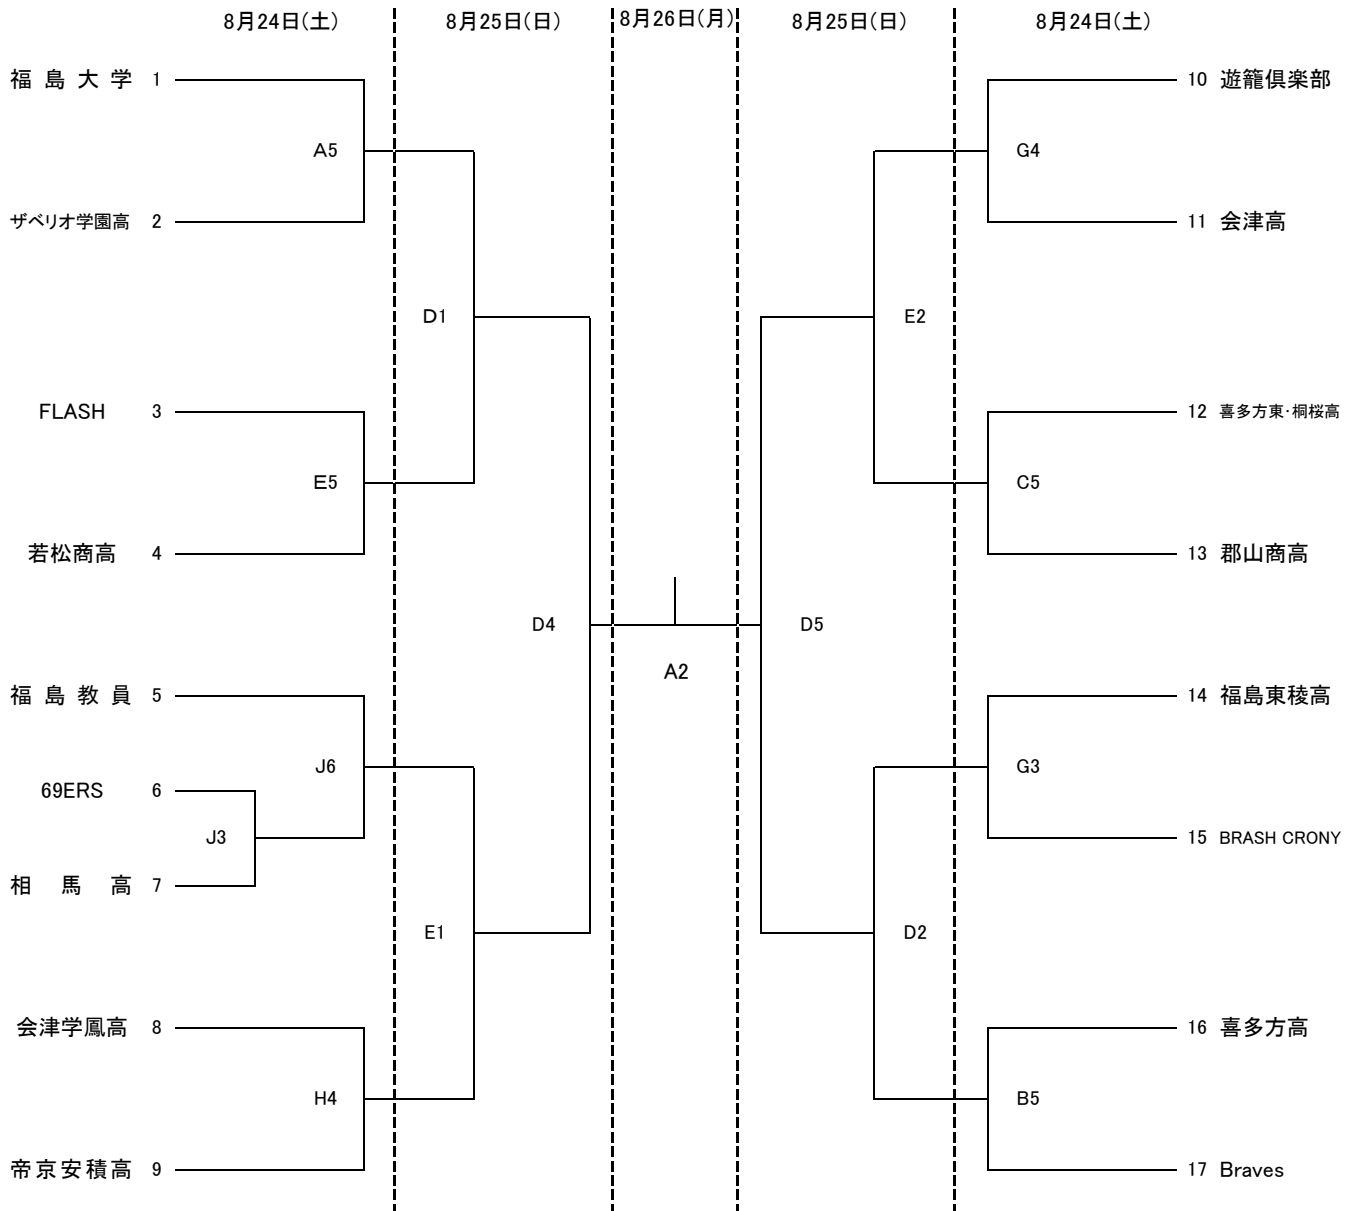 8月24日(土) 8月25日(日) 8月26日(月) 8月25日(日) 8月24日(土)
福島大学 1
10 遊籠倶楽部
A5
G4
ザベリオ学園高 2
11 会津高
D1
E2
FLASH 3
12 喜多方東・桐桜高
E5
C5
若松商高 4
13 郡山商高
D4
D5
A2
福島教員 5
14 福島東稜高
J6
G3
69ERS 6
J3
15 BRASH CRONY
相馬高 7
E1
D2
会津学鳳高 8
16 喜多方高
H4
B5
帝京安積高 9
17 Braves